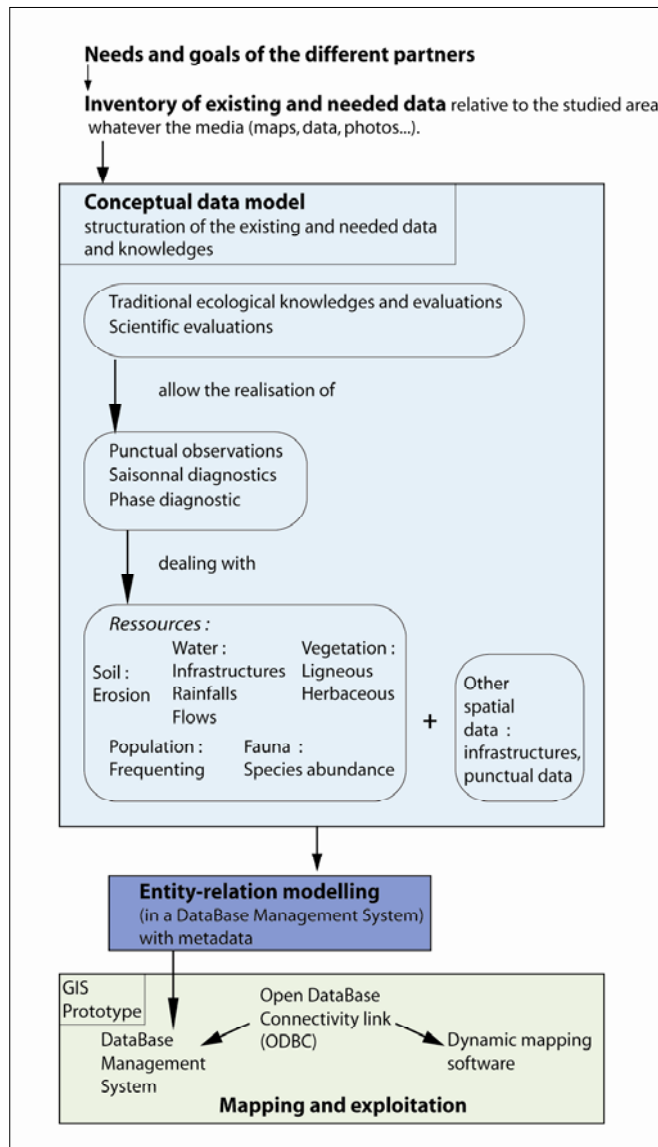 Needs and goals of the different partners
Inventory of existing and needed data relative to the studied area
whatever the media (maps, data, photos...).
Conceptual data model
structuration of the existing and needed data
and knowledges
Traditional ecological knowledges and evaluations
Scientific evaluations
allow the realisation of
Punctual observations
Saisonnal diagnostics
Phase diagnostic
dealing with
Ressources :
Soil :
Erosion
Water :
Infrastructures
Rainfalls
Flows
Vegetation :
Ligneous
Herbaceous
Population :
Frequenting
Fauna :
Species abundance
+
Other
spatial
data :
infrastructures,
punctual data
Entity-relation modelling
(in a DataBase Management System)
with metadata
GIS
Prototype
DataBase
Management
System
Open DataBase
Connectivity link
(ODBC)
Dynamic mapping
software
Mapping and exploitation